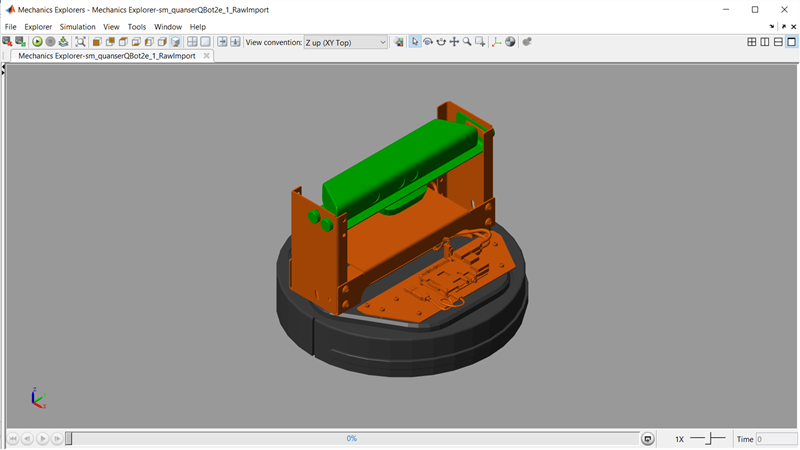 Mechanics Explorers - Mechanics Explorer-sm_quanserQBot2e_1_RawImport
File Explorer Simulation View Tools Window Help
View convention: Z up (XY Top)
Mechanics Explorer-sm_quanserQBot2e_1_RawImport
Z
X
0%
1X
Time 0